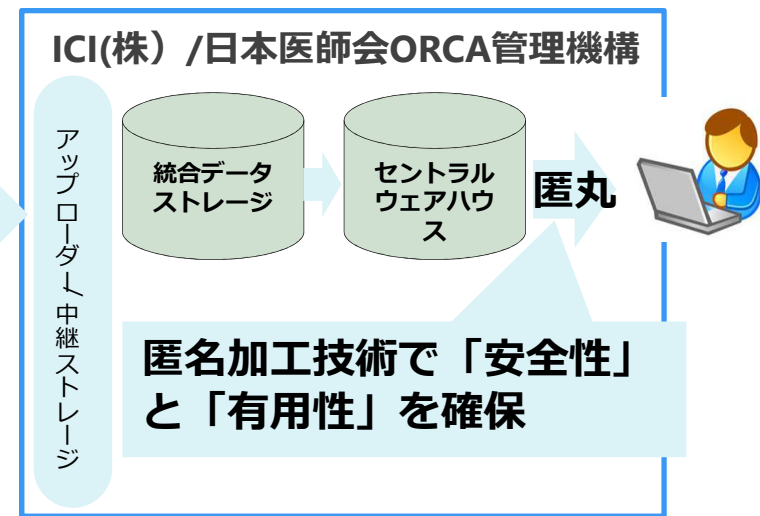 ICI(株）/日本医師会ORCA管理機構
アップローダー/中継ストレージ
統合データ
ストレージ
セントラル
ウェアハウ
ス
匿丸
匿名加工技術で「安全性」
と「有用性」を確保